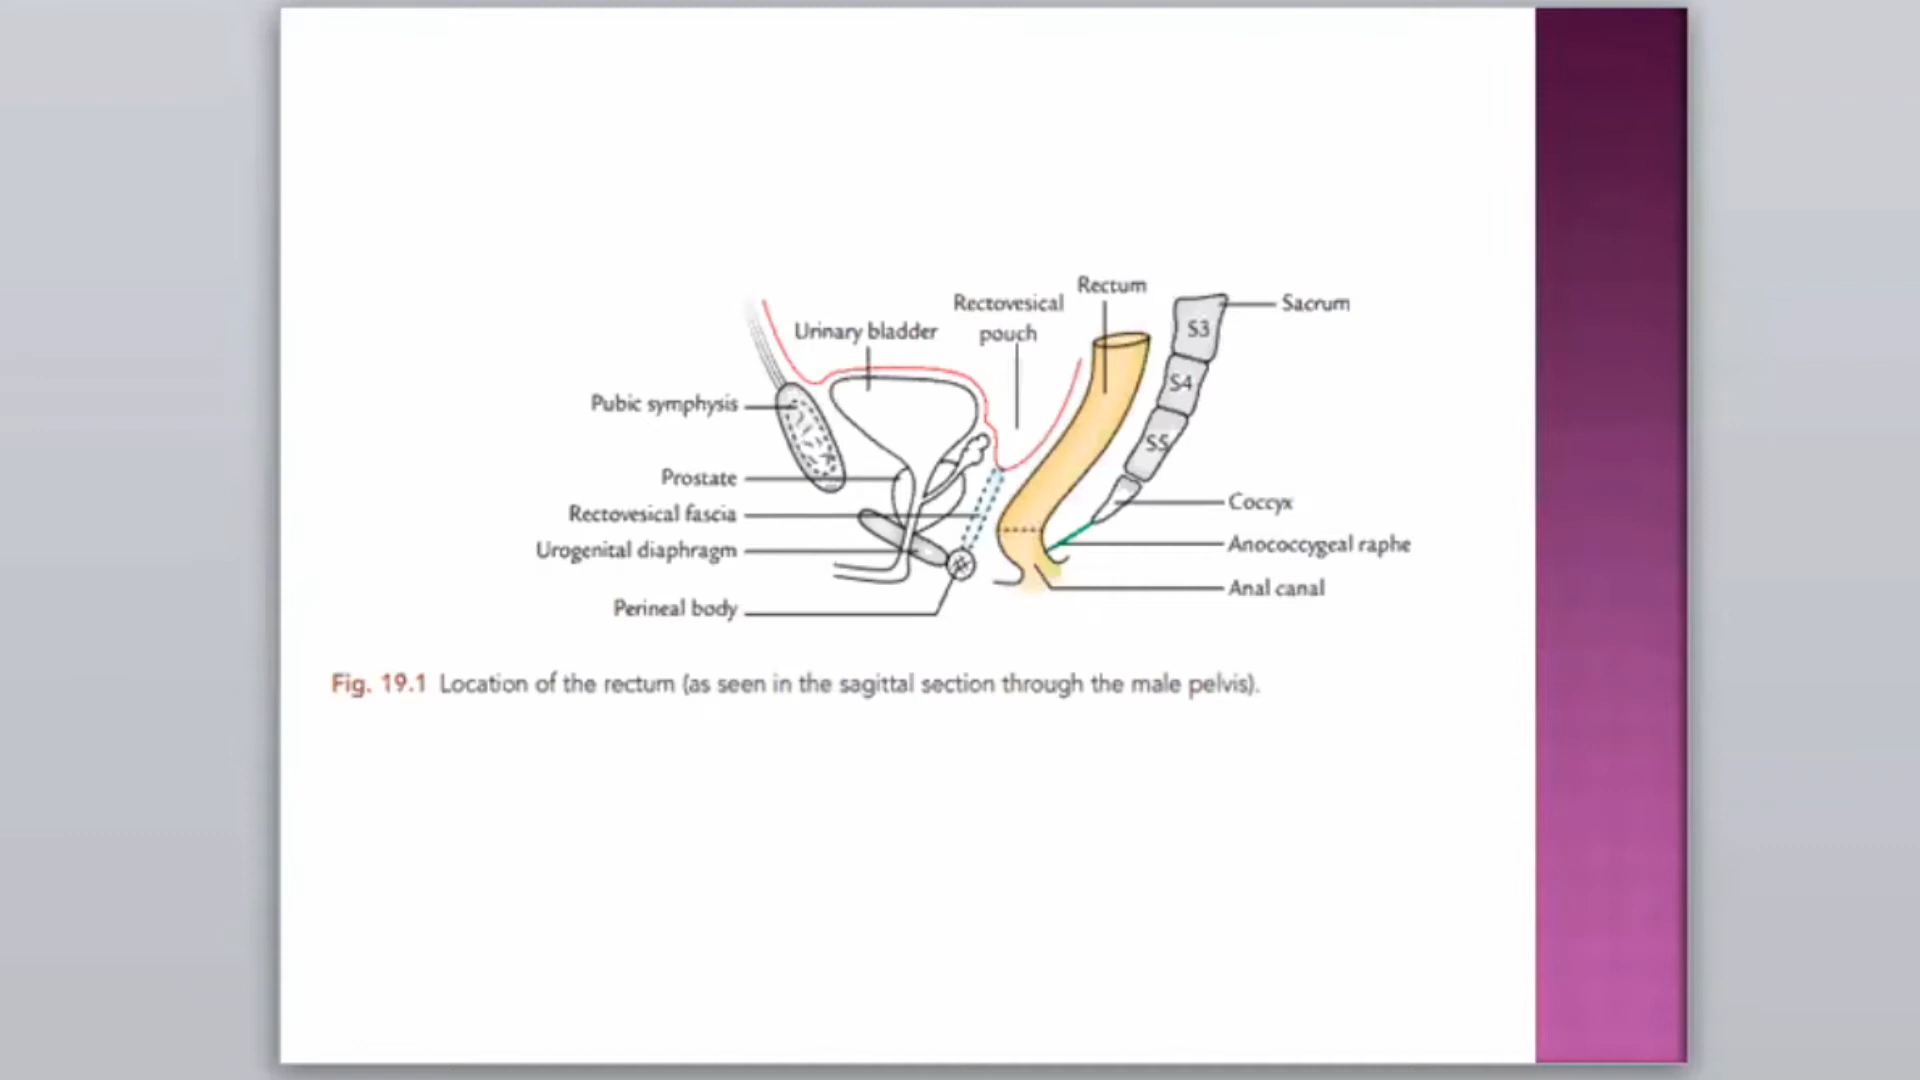 Rectum
Rectovesical
pouch
Sacrum
Urinary bladder
S3
S4
Pubic symphysis
S5
Prostate
Coccyx
Rectovesical fascia
Anococcygeal raphe
Urogenital diaphragm
Anal canal
Perineal body
Fig. 19.1 Location of the rectum (as seen in the sagittal section through the male pelvis).